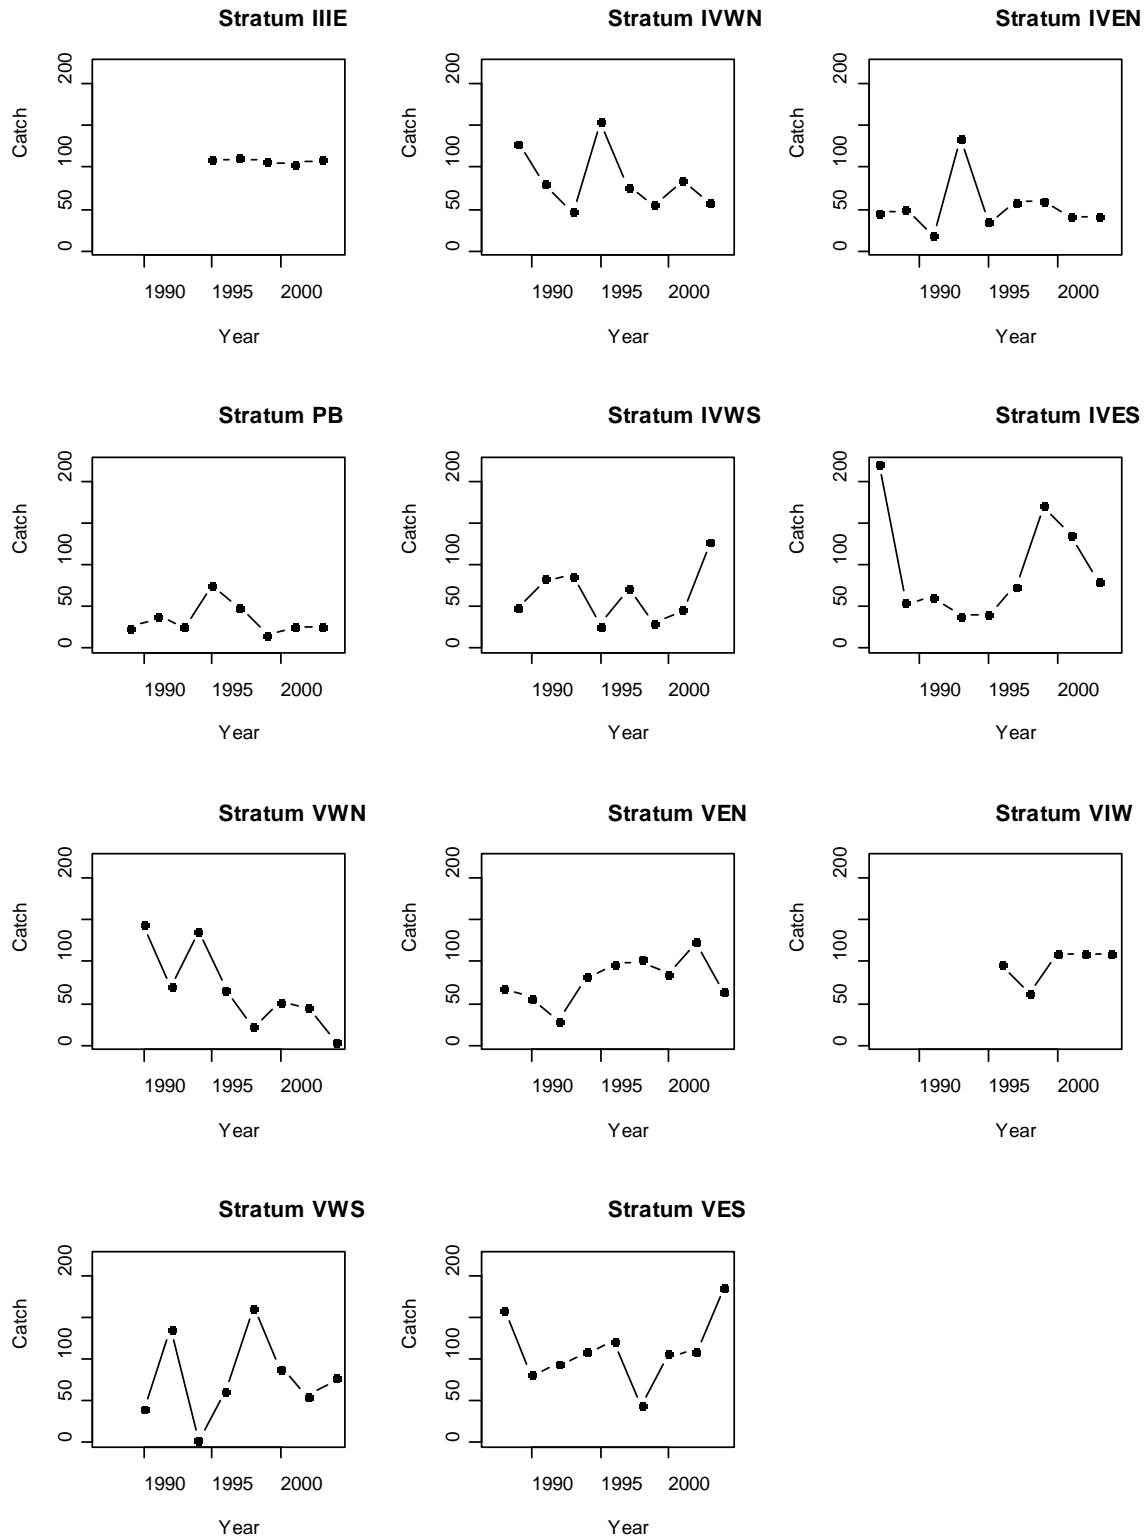 Stratum IIIE
Catch
200
100
50
0
1990 1995 2000
Year
Stratum IVWN
Catch
200
100
50
0
1990 1995 2000
Year
Stratum IVEN
Catch
200
100
50
0
1990 1995 2000
Year
Stratum PB
Catch
200
100
50
0
1990 1995 2000
Year
Stratum IVWS
Catch
200
100
50
0
1990 1995 2000
Year
Stratum IVES
Catch
200
100
50
0
1990 1995 2000
Year
Stratum VWN
Catch
200
100
50
0
1990 1995 2000
Year
Stratum VEN
Catch
200
100
50
0
1990 1995 2000
Year
Stratum VIW
Catch
200
100
50
0
1990 1995 2000
Year
Stratum VWS
Catch
200
100
50
0
1990 1995 2000
Year
Stratum VES
Catch
200
100
50
0
1990 1995 2000
Year